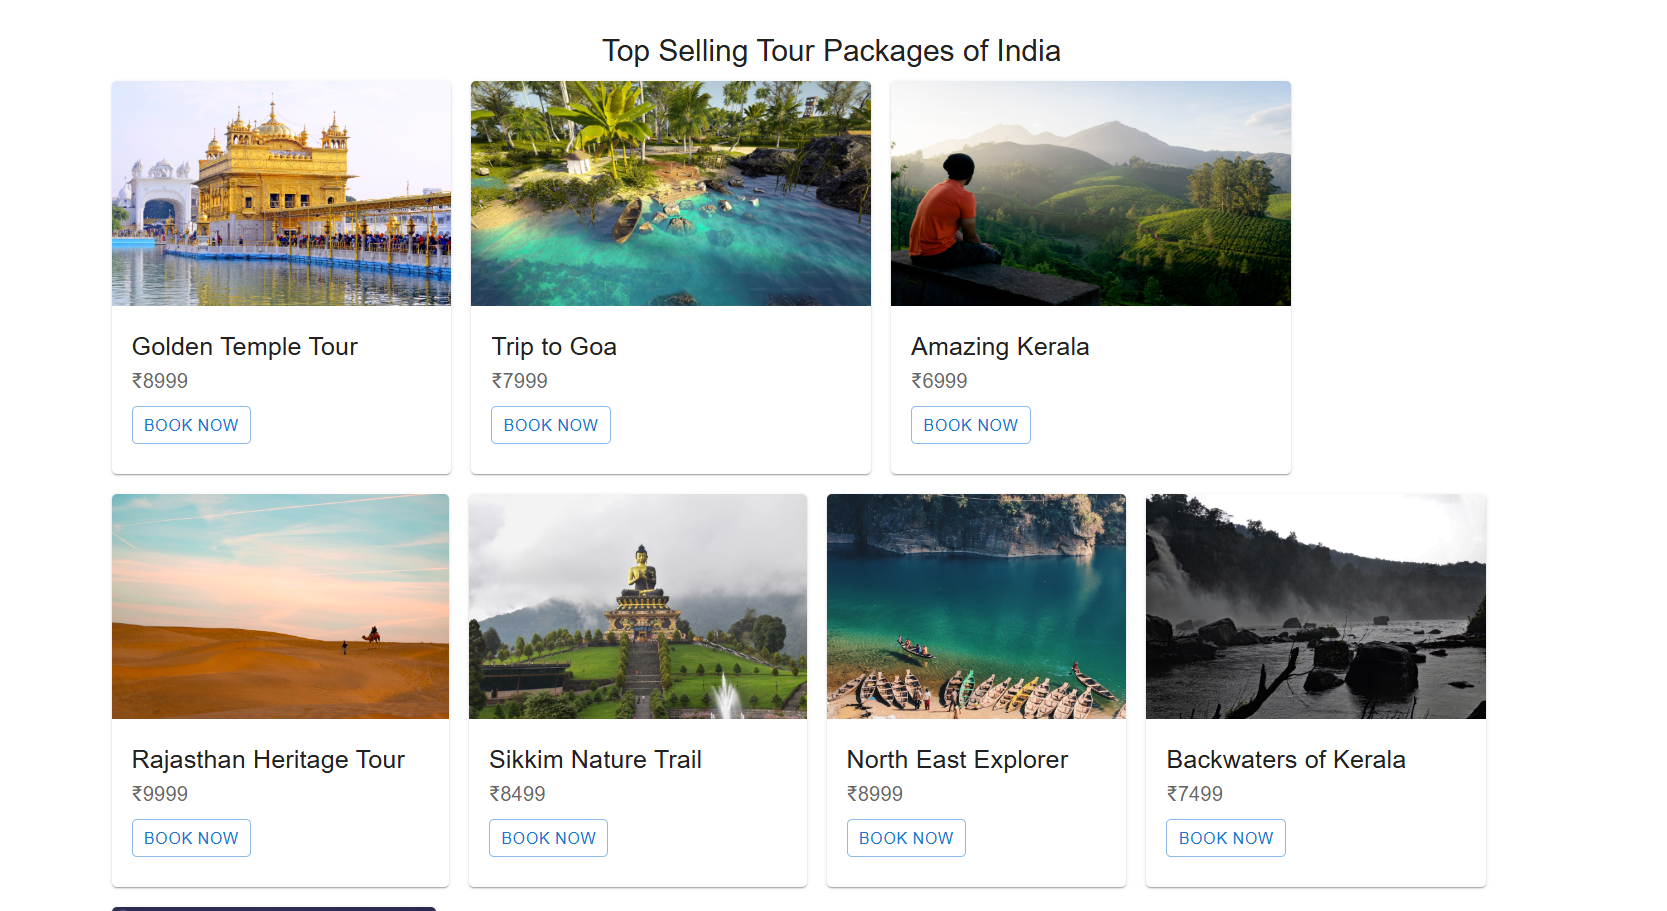 Top Selling Tour Packages of India
Golden Temple Tour
₹8999
BOOK NOW
Trip to Goa
₹7999
BOOK NOW
Amazing Kerala
₹6999
BOOK NOW
Rajasthan Heritage Tour
₹9999
BOOK NOW
Sikkim Nature Trail
₹8499
BOOK NOW
North East Explorer
₹8999
BOOK NOW
Backwaters of Kerala
₹7499
BOOK NOW